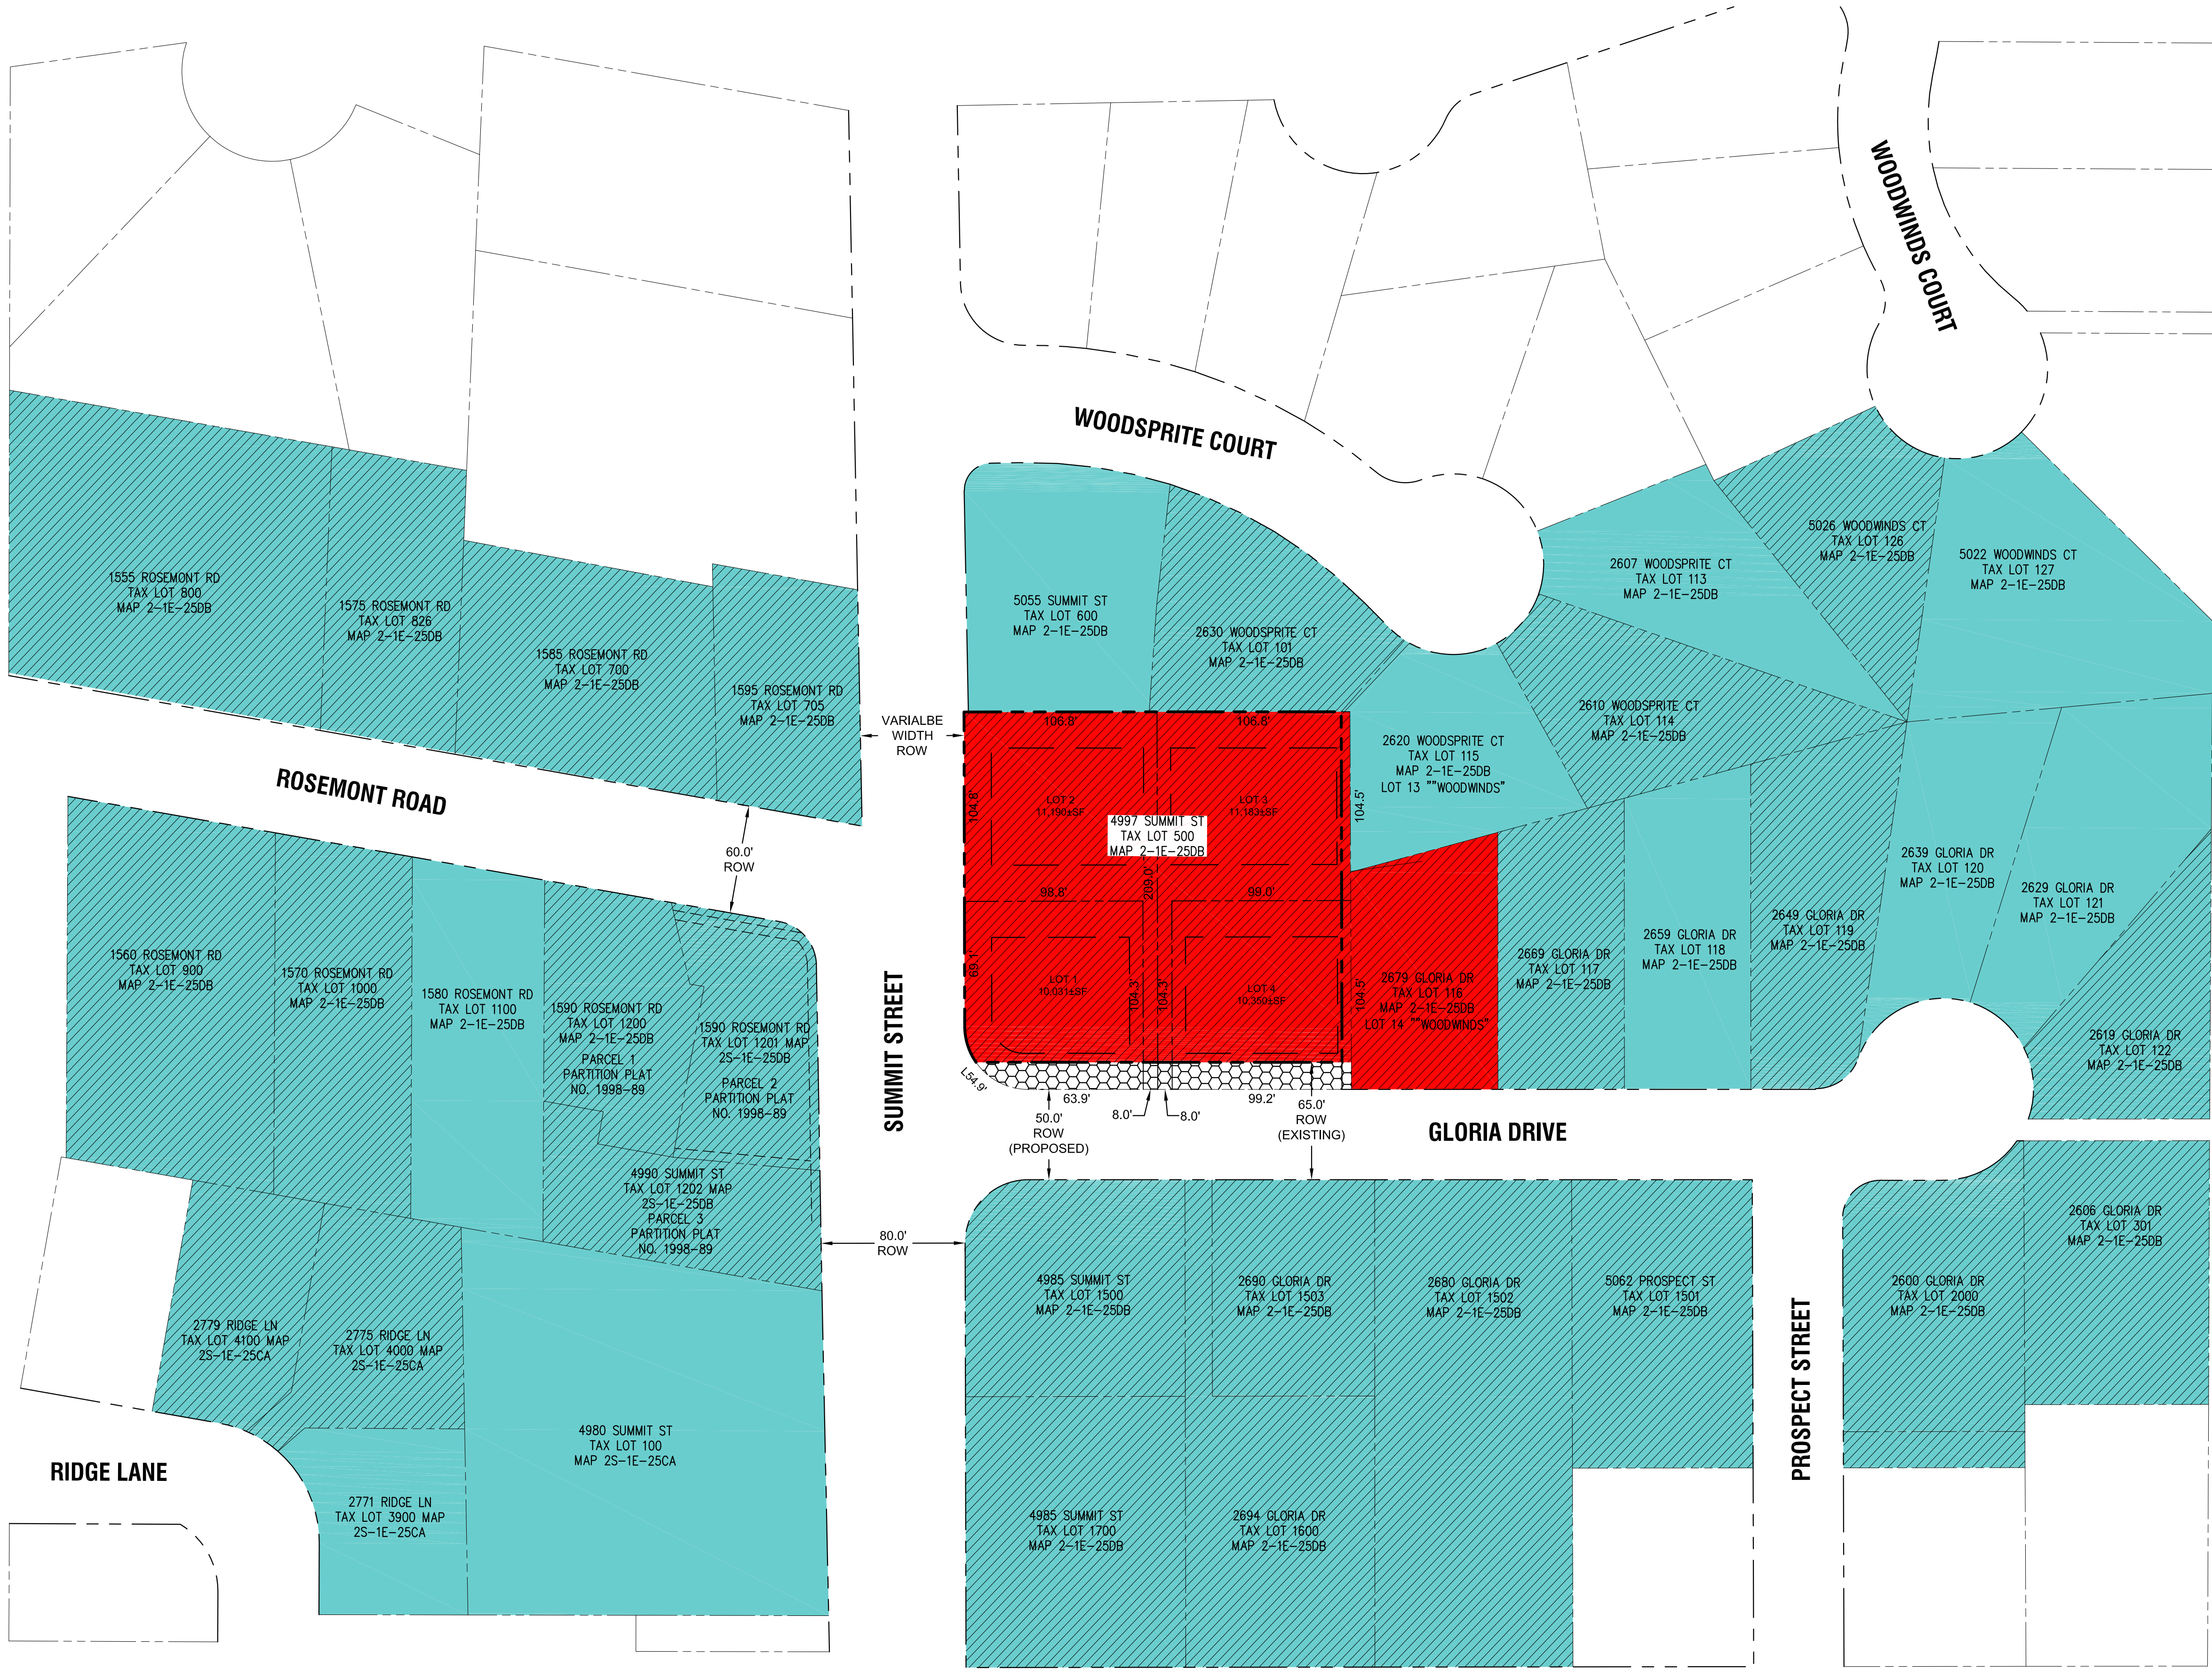 WOODWINDS COURT
WOODSPRITE COURT
1555 ROSEMONT RD
TAX LOT 800
MAP 2-1E-25DB
1575 ROSEMONT RD
TAX LOT 826
MAP 2-1E-25DB
1585 ROSEMONT RD
TAX LOT 700
MAP 2-1E-25DB
1595 ROSEMONT RD
TAX LOT 705
MAP 2-1E-25DB
VARIALBE
WIDTH
ROW
5055 SUMMIT ST
TAX LOT 600
MAP 2-1E-25DB
2630 WOODSPRITE CT
TAX LOT 101
MAP 2-1E-25DB
2607 WOODSPRITE CT
TAX LOT 113
MAP 2-1E-25DB
5026 WOODWINDS CT
TAX LOT 126
MAP 2-1E-25DB
5022 WOODWINDS CT
TAX LOT 127
MAP 2-1E-25DB
2610 WOODSPRITE CT
TAX LOT 114
MAP 2-1E-25DB
2620 WOODSPRITE CT
TAX LOT 115
MAP 2-1E-25DB
LOT 13 ""WOODWINDS"
ROSEMONT ROAD
60.0'
ROW
106.8'
106.8'
104.8'
LOT 2
11,190±SF
LOT 3
11,183±SF
104.5'
4997 SUMMIT ST
TAX LOT 500
MAP 2-1E-25DB
209.0'
98.8'
99.0'
69.1'
LOT 1
10,031±SF
104.3'
104.3'
LOT 4
10,350±SF
104.5'
2679 GLORIA DR
TAX LOT 116
MAP 2-1E-25DB
LOT 14 ""WOODWINDS"
2669 GLORIA DR
TAX LOT 117
MAP 2-1E-25DB
2659 GLORIA DR
TAX LOT 118
MAP 2-1E-25DB
2649 GLORIA DR
TAX LOT 119
MAP 2-1E-25DB
2639 GLORIA DR
TAX LOT 120
MAP 2-1E-25DB
2629 GLORIA DR
TAX LOT 121
MAP 2-1E-25DB
2619 GLORIA DR
TAX LOT 122
MAP 2-1E-25DB
1560 ROSEMONT RD
TAX LOT 900
MAP 2-1E-25DB
1570 ROSEMONT RD
TAX LOT 1000
MAP 2-1E-25DB
1580 ROSEMONT RD
TAX LOT 1100
MAP 2-1E-25DB
1590 ROSEMONT RD
TAX LOT 1200
MAP 2-1E-25DB
PARCEL 1
PARTITION PLAT
NO. 1998-89
1590 ROSEMONT RD
TAX LOT 1201 MAP
2S-1E-25DB
PARCEL 2
PARTITION PLAT
NO. 1998-89
SUMMIT STREET
L54.9'
63.9'
8.0'
8.0'
99.2'
50.0'
ROW
(PROPOSED)
65.0'
ROW
(EXISTING)
GLORIA DRIVE
4990 SUMMIT ST
TAX LOT 1202 MAP
2S-1E-25DB
PARCEL 3
PARTITION PLAT
NO. 1998-89
80.0'
ROW
2779 RIDGE LN
TAX LOT 4100 MAP
2S-1E-25CA
2775 RIDGE LN
TAX LOT 4000 MAP
2S-1E-25CA
4985 SUMMIT ST
TAX LOT 1500
MAP 2-1E-25DB
2690 GLORIA DR
TAX LOT 1503
MAP 2-1E-25DB
2680 GLORIA DR
TAX LOT 1502
MAP 2-1E-25DB
5062 PROSPECT ST
TAX LOT 1501
MAP 2-1E-25DB
PROSPECT STREET
2600 GLORIA DR
TAX LOT 2000
MAP 2-1E-25DB
2606 GLORIA DR
TAX LOT 301
MAP 2-1E-25DB
4980 SUMMIT ST
TAX LOT 100
MAP 2S-1E-25CA
RIDGE LANE
2771 RIDGE LN
TAX LOT 3900 MAP
2S-1E-25CA
4985 SUMMIT ST
TAX LOT 1700
MAP 2-1E-25DB
2694 GLORIA DR
TAX LOT 1600
MAP 2-1E-25DB